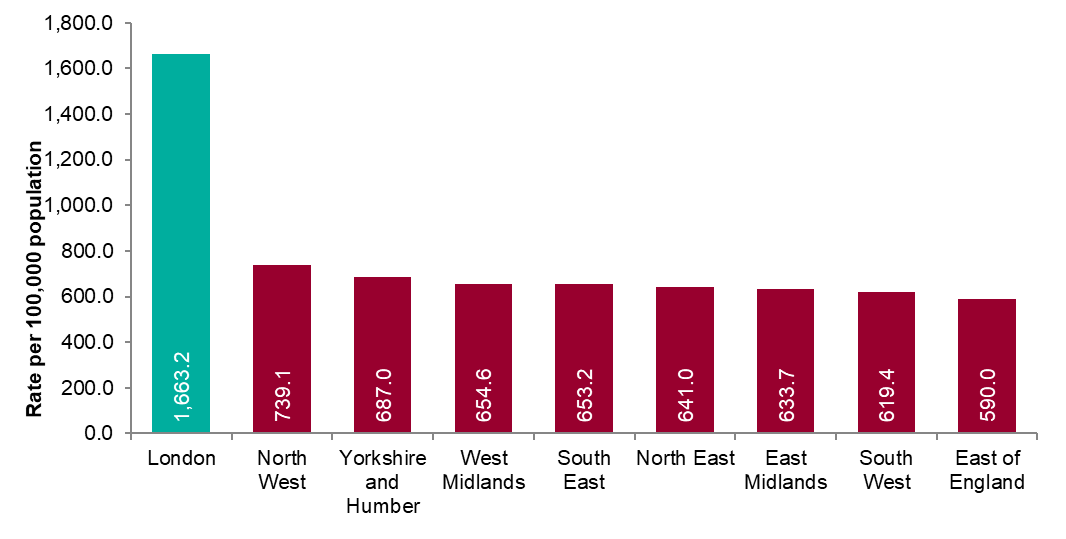 Rate per 100,000 population
1,800.0
1,600.0
1,400.0
1,200.0
1,000.0
800.0
600.0
400.0
200.0
0.0
1,663.2
739.1
687.0
654.6
653.2
641.0
633.7
619.4
590.0
London
North
West
Yorkshire
and
Humber
West
Midlands
South
East
North East
East
Midlands
South
West
East of
England